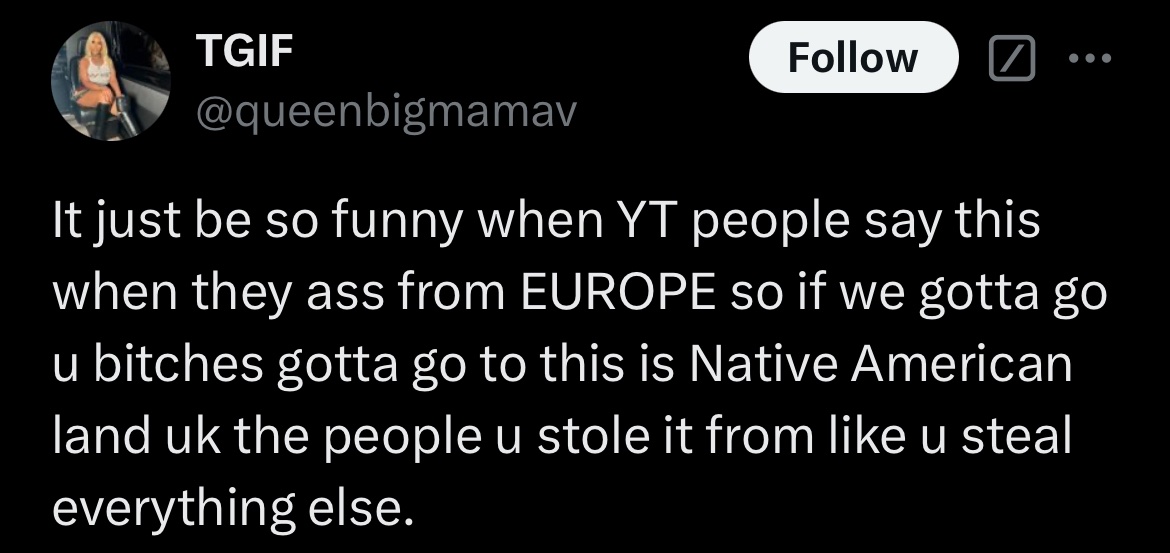 TGIF
Follow
@queenbigmamav
It just be so funny when YT people say this
when they ass from EUROPE so if we gotta go
u bitches gotta go to this is Native American
land uk the people u stole it from like u steal
everything else.